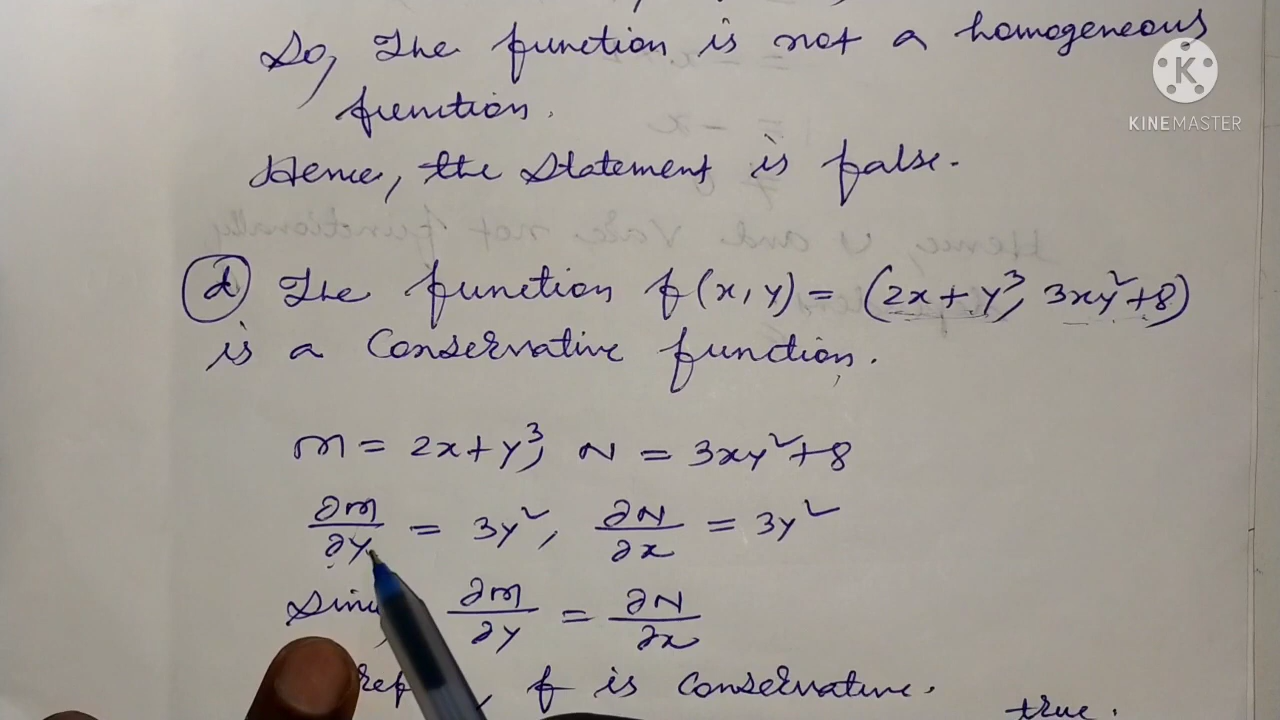 So, The function is not a homogeneous
function.
KINEMASTER
Hence, the Statement is false.
(d) The function f(x,y) = (2x+y³, 3xy²+8)
is a Conservative function.
M = 2x+y³, N = 3xy²+8
∂M/∂y = 3y², ∂N/∂x = 3y²
∂M/∂y = ∂N/∂x
f is conservative.
true.